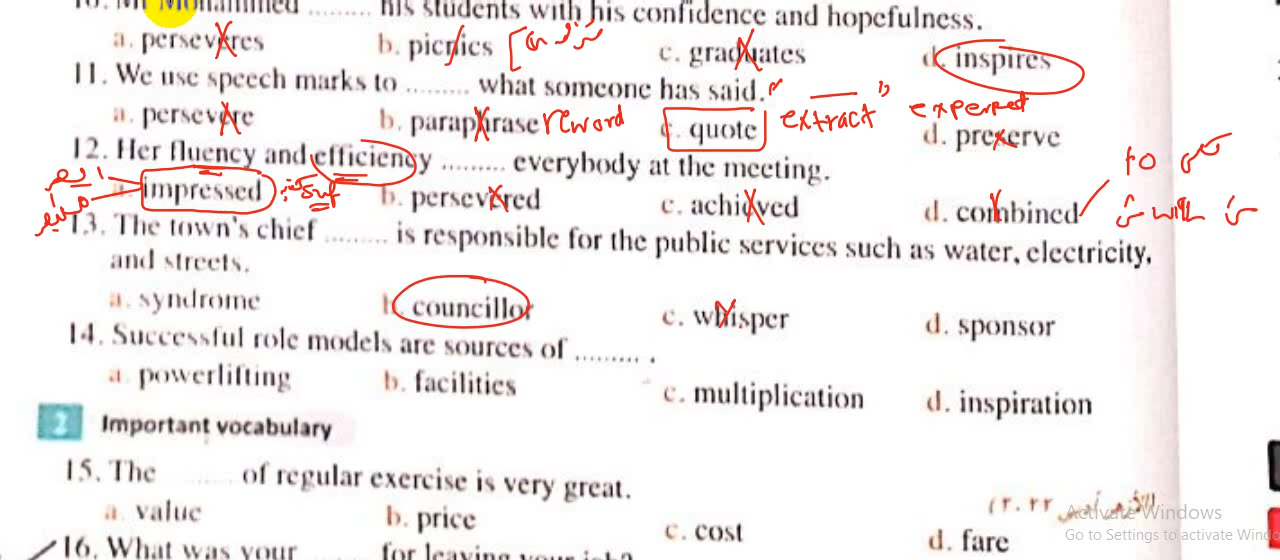 his students with his confidence and hopefulness.
a. perseveres b. picnics c. graduates d. inspires
11. We use speech marks to ......... what someone has said. “ —— ”
a. persevere b. paraphrase reword c. quote extract d. preserve
12. Her fluency and efficiency ......... everybody at the meeting.
a. impressed b. persevered c. achieved d. combined to
with
13. The town's chief ......... is responsible for the public services such as water, electricity,
and streets.
a. syndrome b. councillor c. whisper d. sponsor
14. Successful role models are sources of ......... .
a. powerlifting b. facilities c. multiplication d. inspiration
2 Important vocabulary
15. The ...... of regular exercise is very great.
a. value b. price c. cost d. fare
Activate Windows
Go to Settings to activate Windo
16. What was your ......... for leaving your job?